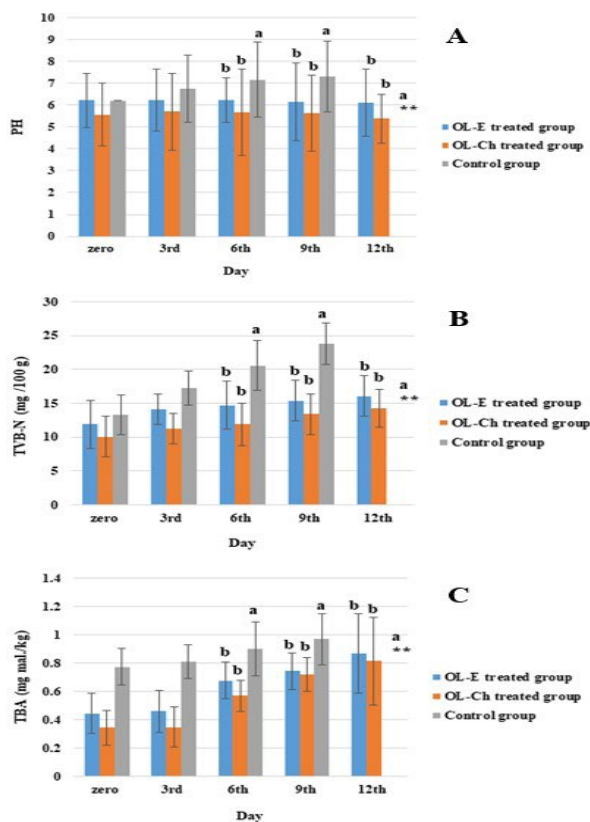 A
10
9
8
7
6
5
4
3
2
1
0
PH
a a
b b b b b b
a
**
zero 3rd 6th 9th 12th
Day
OL-E treated group
OL-Ch treated group
Control group
B
30
25
20
15
10
5
0
TVB-N (mg /100 g)
a a
b b b b b b
a
**
zero 3rd 6th 9th 12th
Day
OL-E treated group
OL-Ch treated group
Control group
C
1.4
1.2
1
0.8
0.6
0.4
0.2
0
TBA (mg mal./kg)
a a
b b b b b b
a
**
zero 3rd 6th 9th 12th
Day
OL-E treated group
OL-Ch treated group
Control group